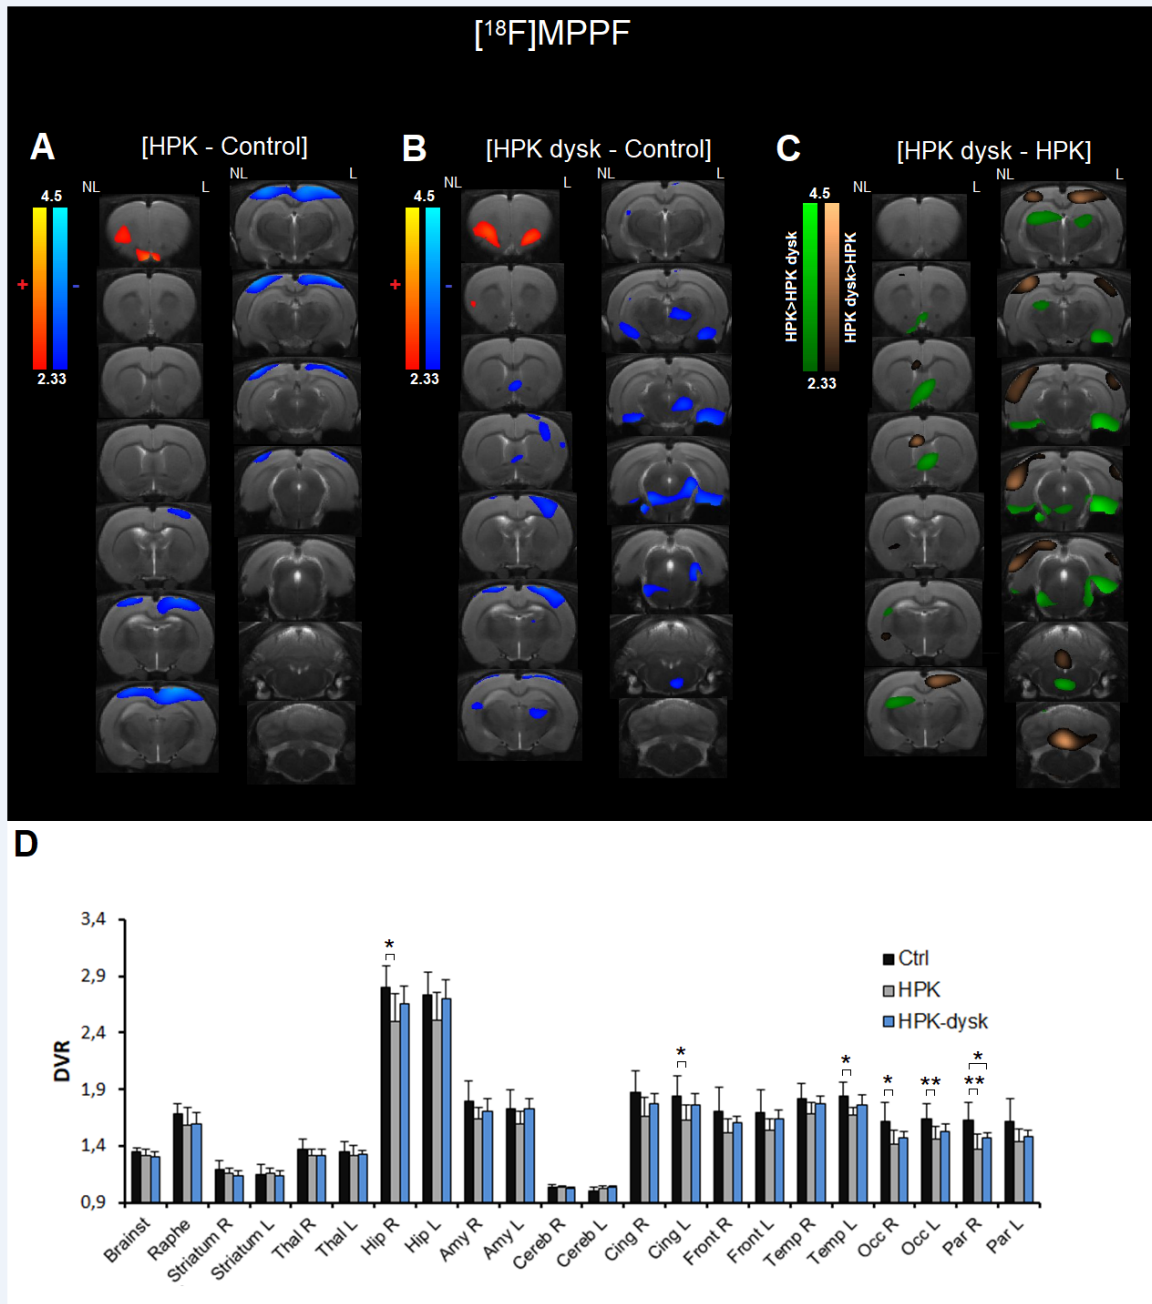 [¹⁸F]MPPF
A
[HPK - Control]
NL
L
NL
L
4.5
+
-
2.33
B
[HPK dysk - Control]
NL
L
NL
L
4.5
+
-
2.33
C
[HPK dysk - HPK]
NL
L
NL
L
4.5
HPK>HPK dysk
HPK dysk>HPK
2.33
D
DVR
3,4
2,9
2,4
1,9
1,4
0,9
*
*
*
*
**
*
**
Ctrl
HPK
HPK-dysk
Brainst
Raphe
Striatum R
Striatum L
Thal R
Thal L
Hip R
Hip L
Amy R
Amy L
Cereb R
Cereb L
Cing R
Cing L
Front R
Front L
Temp R
Temp L
Occ R
Occ L
Par R
Par L